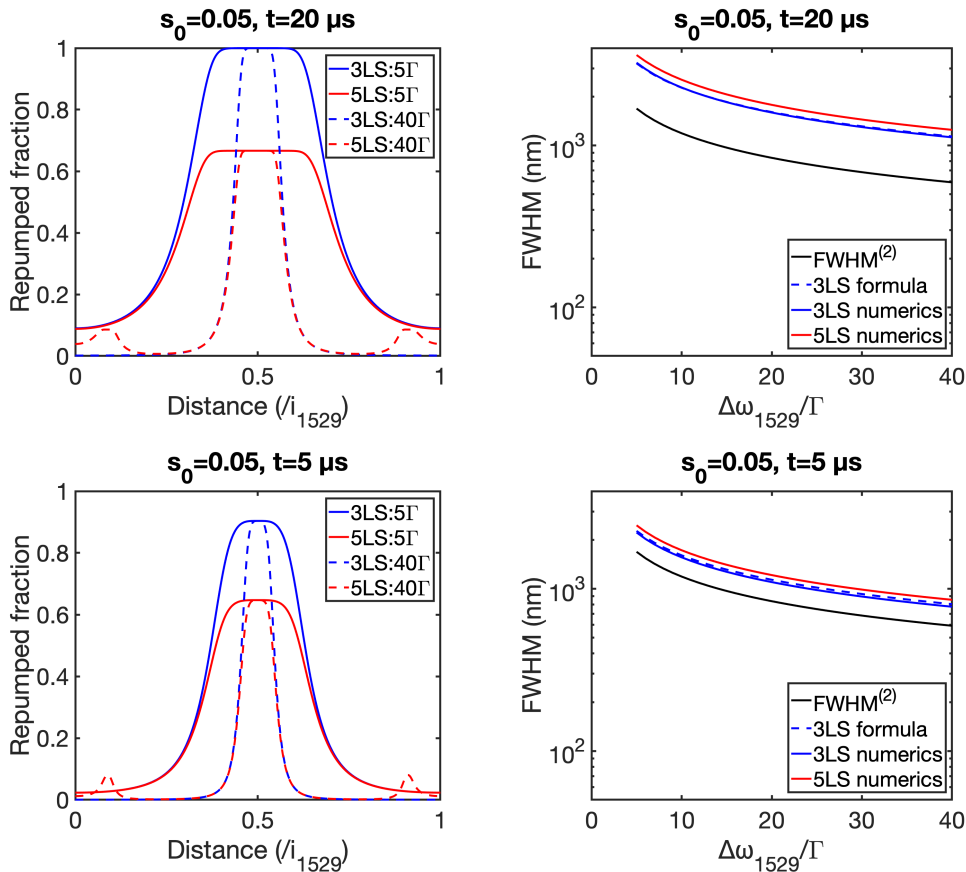 s₀=0.05, t=20 µs
1
0.8
0.6
0.4
0.2
0
0
0.5
1
Repumped fraction
Distance (/i₁₅₂₉)
3LS:5Γ
5LS:5Γ
3LS:40Γ
5LS:40Γ
s₀=0.05, t=20 µs
10³
10²
0
10
20
30
40
FWHM (nm)
Δω₁₅₂₉/Γ
FWHM⁽²⁾
3LS formula
3LS numerics
5LS numerics
s₀=0.05, t=5 µs
1
0.8
0.6
0.4
0.2
0
0
0.5
1
Repumped fraction
Distance (/i₁₅₂₉)
3LS:5Γ
5LS:5Γ
3LS:40Γ
5LS:40Γ
s₀=0.05, t=5 µs
10³
10²
0
10
20
30
40
FWHM (nm)
Δω₁₅₂₉/Γ
FWHM⁽²⁾
3LS formula
3LS numerics
5LS numerics